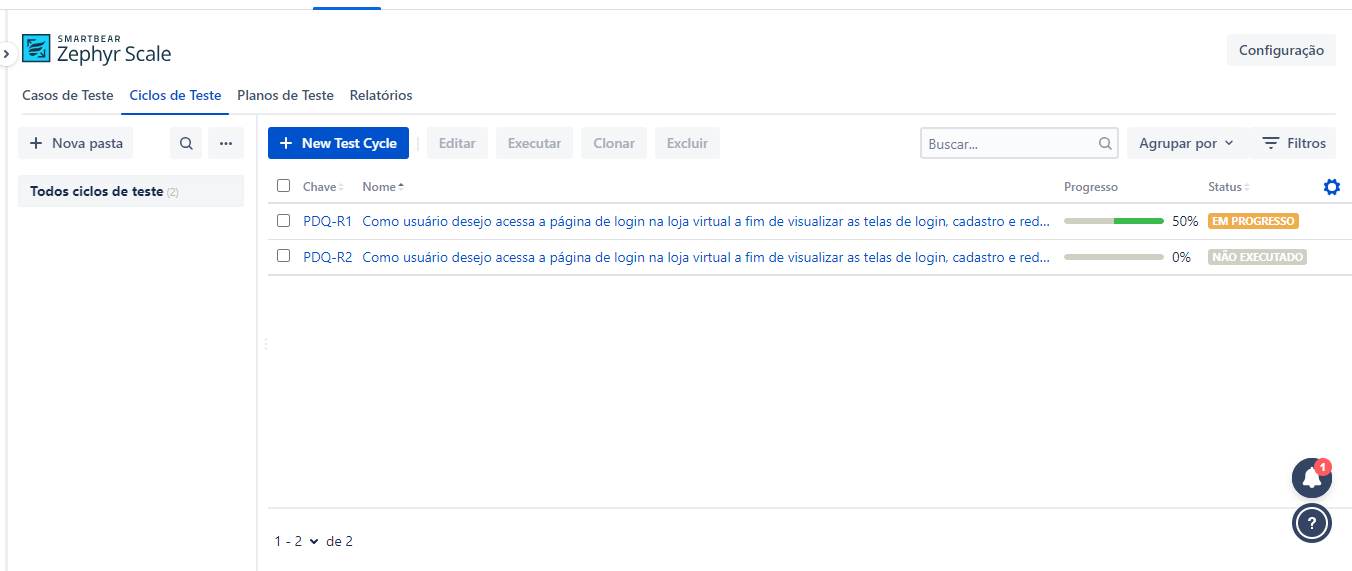 SMARTBEAR
Zephyr Scale
Configuração
Casos de Teste Ciclos de Teste Planos de Teste Relatórios
+ Nova pasta ...
+ New Test Cycle Editar Executar Clonar Excluir Buscar... Agrupar por Filtros
Todos ciclos de teste (2)
Chave Nome Progresso Status
PDQ-R1 Como usuário desejo acessa a página de login na loja virtual a fim de visualizar as telas de login, cadastro e red... 50% EM PROGRESSO
PDQ-R2 Como usuário desejo acessa a página de login na loja virtual a fim de visualizar as telas de login, cadastro e red... 0% NÃO EXECUTADO
1
?
1 - 2 de 2